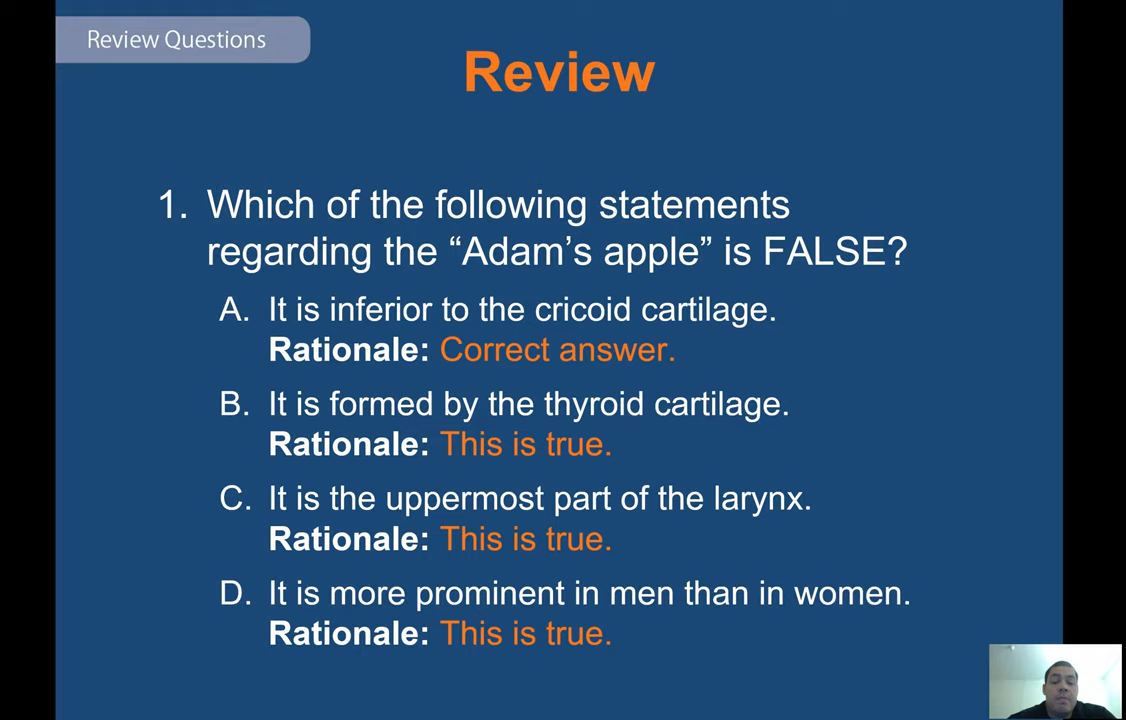 Review Questions
Review
1. Which of the following statements
regarding the “Adam’s apple” is FALSE?
A. It is inferior to the cricoid cartilage.
Rationale: Correct answer.
B. It is formed by the thyroid cartilage.
Rationale: This is true.
C. It is the uppermost part of the larynx.
Rationale: This is true.
D. It is more prominent in men than in women.
Rationale: This is true.